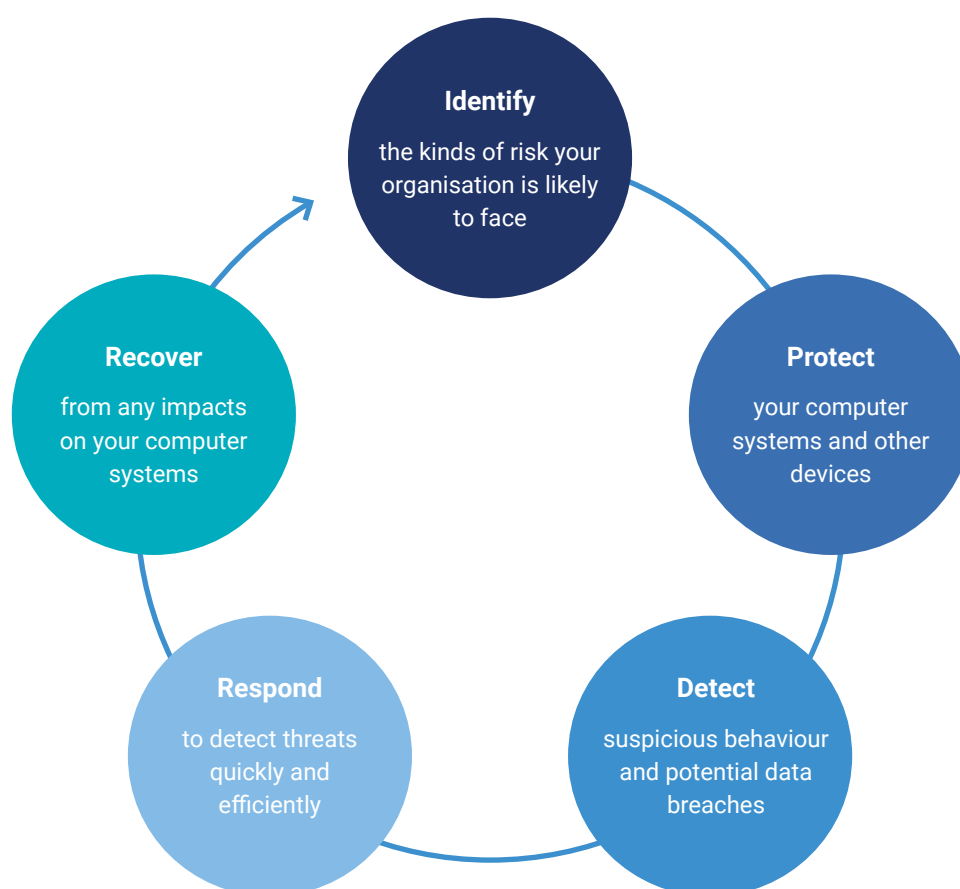 Identify
the kinds of risk your
organisation is likely
to face
Protect
your computer
systems and other
devices
Detect
suspicious behaviour
and potential data
breaches
Respond
to detect threats
quickly and
efficiently
Recover
from any impacts
on your computer
systems